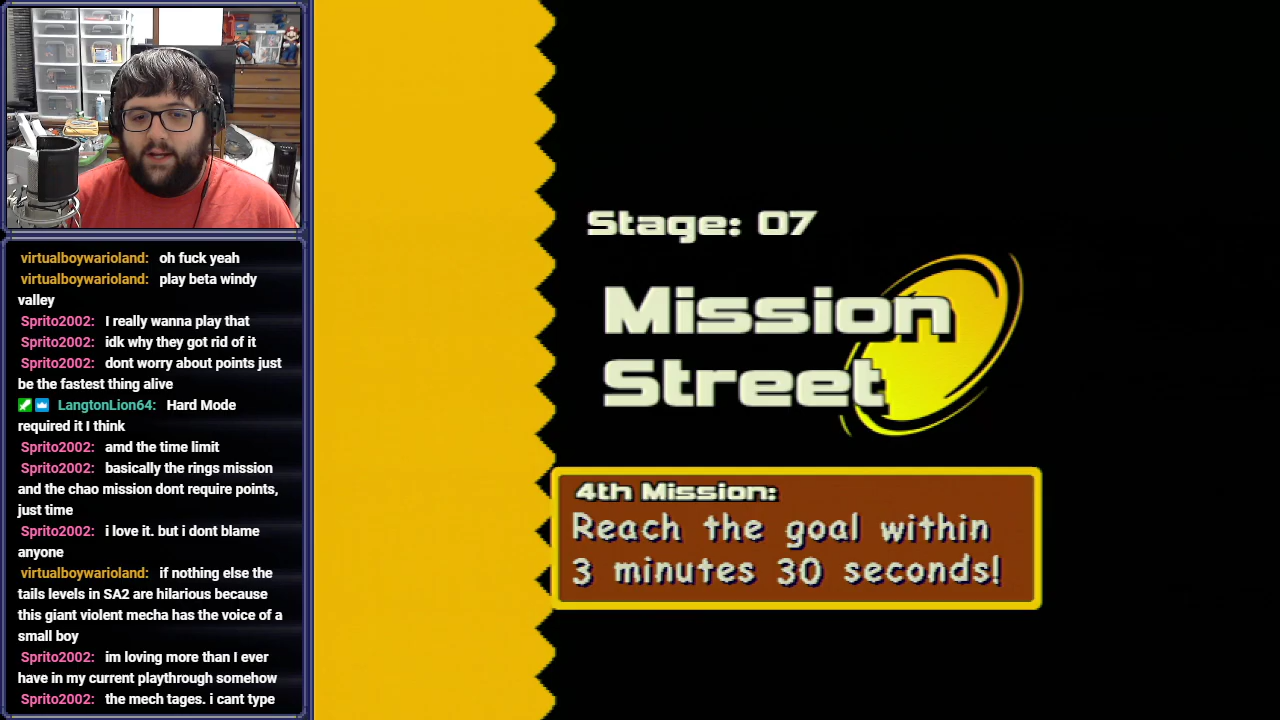 virtualboywarioland: oh fuck yeah
virtualboywarioland: play beta windy
valley
Sprito2002: I really wanna play that
Sprito2002: idk why they got rid of it
Sprito2002: dont worry about points just
be the fastest thing alive
LangtonLion64: Hard Mode
required it I think
Sprito2002: amd the time limit
Sprito2002: basically the rings mission
and the chao mission dont require points,
just time
Sprito2002: i love it. but i dont blame
anyone
virtualboywarioland: if nothing else the
tails levels in SA2 are hilarious because
this giant violent mecha has the voice of a
small boy
Sprito2002: im loving more than I ever
have in my current playthrough somehow
Sprito2002: the mech tages. i cant type
Stage: 07
Mission
Street
4th Mission:
Reach the goal within
3 minutes 30 seconds!